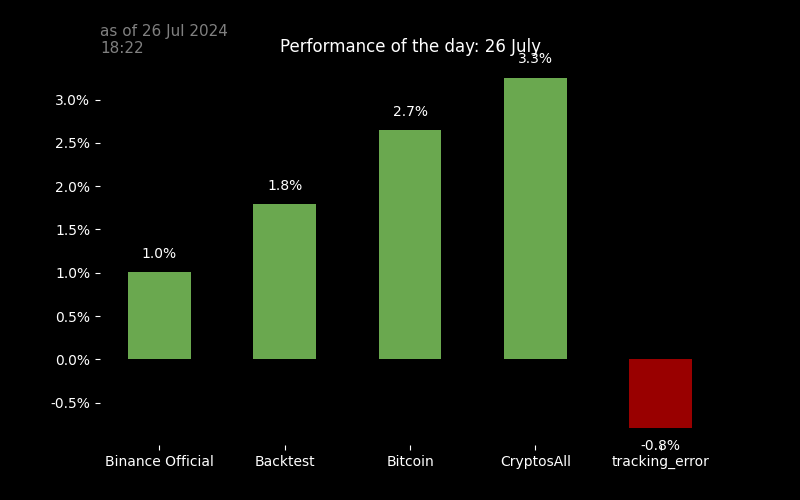 as of 26 Jul 2024
18:22
Performance of the day: 26 July
3.3%
3.0%
2.7%
2.5%
2.0%
1.8%
1.5%
1.0%
1.0%
0.5%
0.0%
-0.5%
-0.8%
Binance Official
Backtest
Bitcoin
CryptosAll
tracking_error